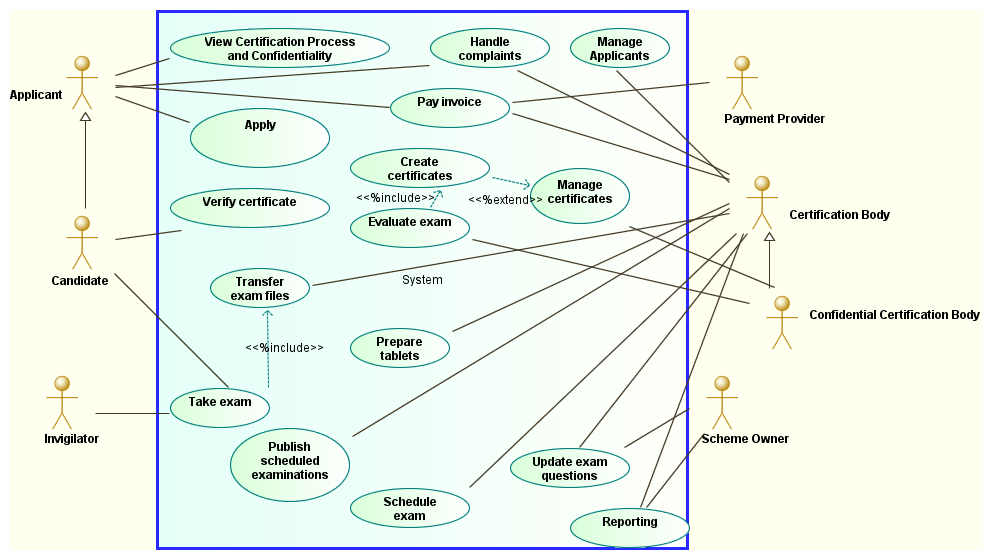 View Certification Process
and Confidentiality
Handle
complaints
Manage
Applicants
Applicant
Pay invoice
Payment Provider
Apply
Create
certificates
<<%include>>
<<%extend>>
Manage
certificates
Verify certificate
Evaluate exam
Certification Body
Candidate
Transfer
exam files
System
Confidential Certification Body
<<%include>>
Prepare
tablets
Take exam
Invigilator
Scheme Owner
Publish
scheduled
examinations
Update exam
questions
Schedule
exam
Reporting